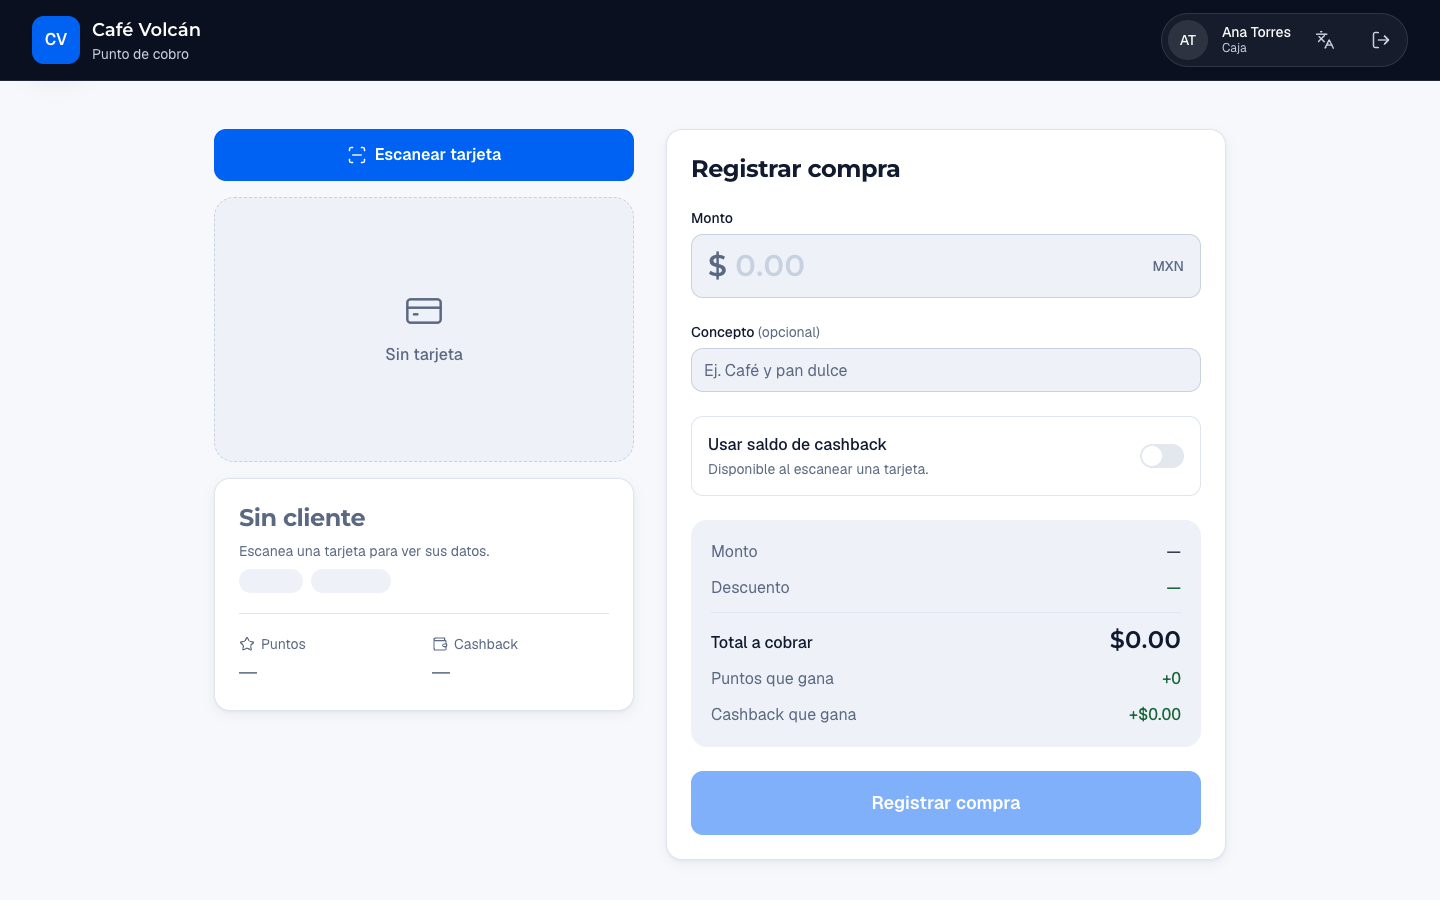 CV
Café Volcán
Punto de cobro
AT
Ana Torres
Caja
Escanear tarjeta
Sin tarjeta
Sin cliente
Escanea una tarjeta para ver sus datos.
Puntos
Cashback
—
—
Registrar compra
Monto
$ 0.00
MXN
Concepto (opcional)
Ej. Café y pan dulce
Usar saldo de cashback
Disponible al escanear una tarjeta.
Monto —
Descuento —
Total a cobrar $0.00
Puntos que gana +0
Cashback que gana +$0.00
Registrar compra